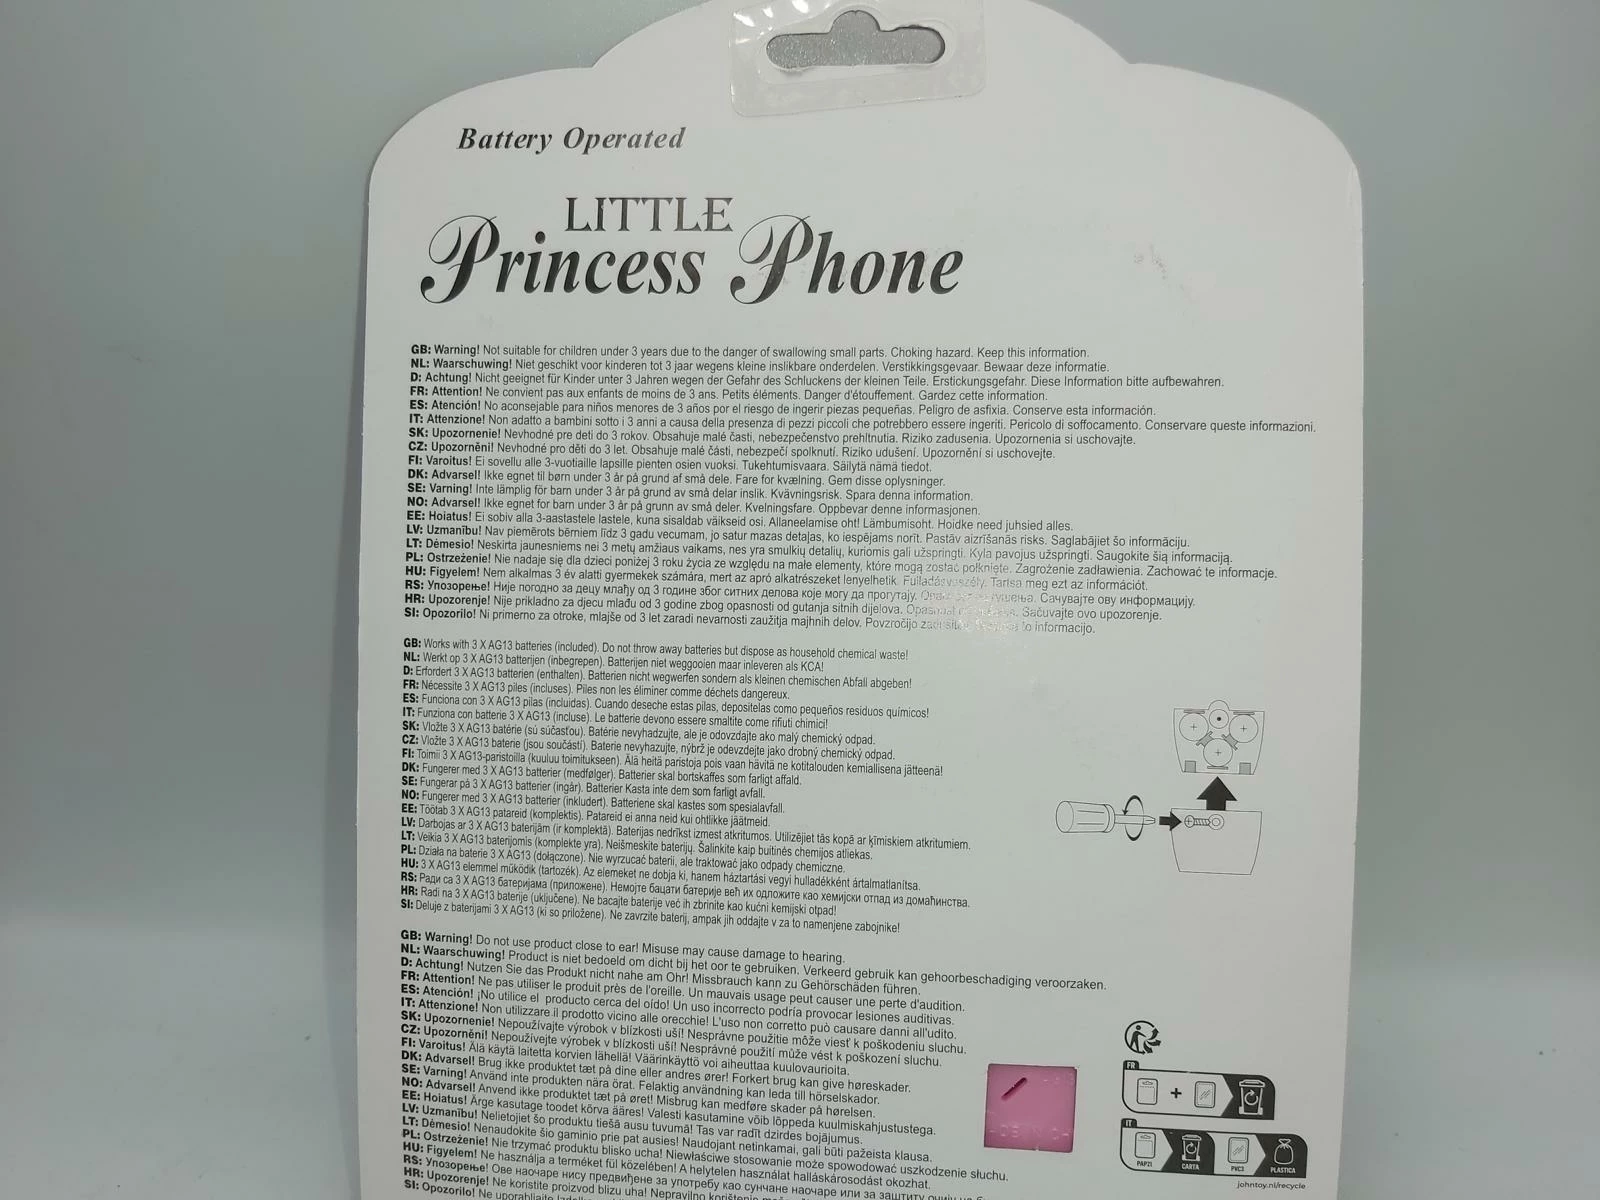 Battery Operated
LITTLE
Princess Phone
GB: Warning! Not suitable for children under 3 years due to the danger of swallowing small parts. Choking hazard. Keep this information.
NL: Waarschuwing! Niet geschikt voor kinderen tot 3 jaar wegens kleine inslikbare onderdelen. Verstikkingsgevaar. Bewaar deze informatie.
D: Achtung! Nicht geeignet für Kinder unter 3 Jahren wegen der Gefahr des Schluckens der kleinen Teile. Erstickungsgefahr. Diese Information bitte aufbewahren.
FR: Attention! Ne convient pas aux enfants de moins de 3 ans. Petits éléments. Danger d'étouffement. Gardez cette information.
ES: Atención! No aconsejable para niños menores de 3 años por el riesgo de ingerir piezas pequeñas. Peligro de asfixia. Conserve esta información.
IT: Attenzione! Non adatto a bambini sotto i 3 anni a causa della presenza di pezzi piccoli che potrebbero essere ingeriti. Pericolo di soffocamento. Conservare queste informazioni.
SK: Upozornenie! Nevhodné pre deti do 3 rokov. Obsahuje malé časti, nebezpečenstvo prehltnutia. Riziko zadusenia. Upozornenia si uschovajte.
CZ: Upozornění! Nevhodné pro děti do 3 let. Obsahuje malé části, nebezpečí spolknutí. Riziko udušení. Upozornění si uschovejte.
FI: Varoitus! Ei sovellu alle 3-vuotiaille lapsille pienten osien vuoksi. Tukehtumisvaara. Säilytä nämä tiedot.
DK: Advarsel! Ikke egnet til børn under 3 år på grund af små dele. Fare for kvælning. Gem disse oplysninger.
SE: Varning! Inte lämplig för barn under 3 år på grund av små delar inslik. Kvävningsrisk. Spara denna information.
NO: Advarsel! Ikke egnet for barn under 3 år på grunn av små deler. Kvelningsfare. Oppbevar denne informasjonen.
EE: Hoiatus! Ei sobiv alla 3-aastastele lastele, kuna sisaldab väikseid osi. Allaneelamise oht! Lämbumisoht. Hoidke need juhsied alles.
LV: Uzmanību! Nav piemērots bērniem līdz 3 gadu vecumam, jo satur mazas detaļas, ko iespējams norīt. Pastāv aizrīšanās risks. Saglabājiet šo informāciju.
LT: Dėmesio! Neskirta jaunesniems nei 3 metų amžiaus vaikams, nes yra smulkių detalių, kuriomis gali užspringti. Kyla pavojus užspringti. Saugokite šią informaciją.
PL: Ostrzeżenie! Nie nadaje się dla dzieci poniżej 3 roku życia ze względu na małe elementy, które mogą zostać połknięte. Zagrożenie zadławienia. Zachować te informacje.
HU: Figyelem! Nem alkalmas 3 év alatti gyermekek számára, mert az apró alkatrészeket lenyelhetik. Fulladásveszély. Tartsa meg ezt az információt.
RS: Упозорење! Није погодно за децу млађу од 3 године због ситних делова које могу да прогутају. Сачувајте ову информацију.
HR: Upozorenje! Nije prikladno za djecu mlađu od 3 godine zbog opasnosti od gutanja sitnih dijelova. Sačuvajte ovo upozorenje.
SI: Opozorilo! Ni primerno za otroke, mlajše od 3 let zaradi nevarnosti zaužitja majhnih delov. Povzročijo to informacijo.
GB: Works with 3 X AG13 batteries (included). Do not throw away batteries but dispose as household chemical waste!
NL: Werkt op 3 X AG13 batterijen (inbegrepen). Batterijen niet weggooien maar inleveren als KCA!
D: Erfordert 3 X AG13 batterien (enthalten). Batterien nicht wegwerfen sondern als kleinen chemischen Abfall abgeben!
FR: Nécessite 3 X AG13 piles (incluses). Piles non les éliminer comme déchets dangereux.
ES: Funciona con 3 X AG13 pilas (incluidas). Cuando deseche estas pilas, deposítelas como pequeños residuos químicos!
IT: Funziona con batterie 3 X AG13 (incluse). Le batterie devono essere smaltite come rifiuti chimici!
SK: Vložte 3 X AG13 batérie (sú súčasťou). Batérie nevyhadzujte, ale je odovzdajte ako malý chemický odpad.
CZ: Vložte 3 X AG13 baterie (jsou součástí). Baterie nevyhazujte, nýbrž je odevzdejte jako drobný chemický odpad.
FI: Toimii 3 X AG13-paristoilla (kuuluu toimitukseen). Älä heitä paristoja pois vaan hävitä ne kotitalouden kemiallisena jätteenä!
DK: Fungerer med 3 X AG13 batterier (medfølger). Batterier skal bortskaffes som farligt affald.
SE: Fungerar på 3 X AG13 batterier (ingår). Batterier Kasta inte dem som farligt avfall.
NO: Fungerer med 3 X AG13 batterier (inkludert). Batteriene skal kastes som spesialavfall.
EE: Töötab 3 X AG13 patareid (komplektis). Patareid ei anna neid kui ohtlikke jäätmeid.
LV: Darbojas ar 3 X AG13 baterijām (ir komplektā). Baterijas nedrīkst izmest atkritumos. Utilizējiet tās kopā ar ķīmiskiem atkritumiem.
LT: Veikia 3 X AG13 baterijomis (komplekte yra). Neišmeskite baterijų. Šalinkite kaip buitinės chemijos atliekas.
PL: Działa na baterie 3 X AG13 (dołączone). Nie wyrzucać baterii, ale traktować jako odpady chemiczne.
HU: 3 X AG13 elemmel működik (tartozék). Az elemeket ne dobja ki, hanem háztartási vegyi hulladékként ártalmatlanítsa.
RS: Ради са 3 X AG13 батеријама (приложене). Немојте бацати батерије већ их одложите као хемијски отпад из домаћинства.
HR: Radi na 3 X AG13 baterije (uključene). Ne bacajte baterije već ih zbrinite kao kućni kemijski otpad!
SI: Deluje z baterijami 3 X AG13 (ki so priložene). Ne zavrzite baterij, ampak jih oddajte v za to namenjene zabojnike!
GB: Warning! Do not use product close to ear! Misuse may cause damage to hearing.
NL: Waarschuwing! Product is niet bedoeld om dicht bij het oor te gebruiken. Verkeerd gebruik kan gehoorbeschadiging veroorzaken.
D: Achtung! Nutzen Sie das Produkt nicht nahe am Ohr! Missbrauch kann zu Gehörschäden führen.
FR: Attention! Ne pas utiliser le produit près de l'oreille. Un mauvais usage peut causer une perte d'audition.
ES: Atención! ¡No utilice el producto cerca del oído! Un uso incorrecto podría provocar lesiones auditivas.
IT: Attenzione! Non utilizzare il prodotto vicino alle orecchie! L'uso non corretto può causare danni all'udito.
SK: Upozornenie! Nepoužívajte výrobok v blízkosti uší! Nesprávne použitie môže viesť k poškodeniu sluchu.
CZ: Upozornění! Nepoužívejte výrobek v blízkosti uší! Nesprávné použití může vést k poškození sluchu.
FI: Varoitus! Älä käytä laitetta korvien lähellä! Väärinkäyttö voi aiheuttaa kuulovaurioita.
DK: Advarsel! Brug ikke produktet tæt på dine eller andres ører! Forkert brug kan give høreskader.
SE: Varning! Använd inte produkten nära örat. Felaktig användning kan leda till hörselskador.
NO: Advarsel! Anvend ikke produktet tæt på øret! Misbrug kan medføre skader på hørelsen.
EE: Hoiatus! Ärge kasutage toodet kõrva ääres! Valesti kasutamine võib lõppeda kuulmiskahjustustega.
LV: Uzmanību! Nelietojiet šo produktu tiešā ausu tuvumā! Tas var radīt dzirdes bojājumus.
LT: Dėmesio! Nenaudokite šio gaminio prie pat ausies! Naudojant netinkamai, gali būti pažeista klausa.
PL: Ostrzeżenie! Nie trzymać produktu blisko ucha! Niewłaściwe stosowanie może spowodować uszkodzenie słuchu.
HU: Figyelem! Ne használja a terméket fül közelében! A helytelen használat halláskárosodást okozhat.
RS: Упозорење! Ове наочаре нису предвиђене за употребу као сунчане наочаре или за заштиту очију
HR: Upozorenje! Ne koristite proizvod blizu uha! Nepravilno korištenje
SI: Opozorilo! Ne uporabljajte
FR
+
IT
PAP21
CARTA
PVC3
PLASTICA
johntoy.nl/recycle